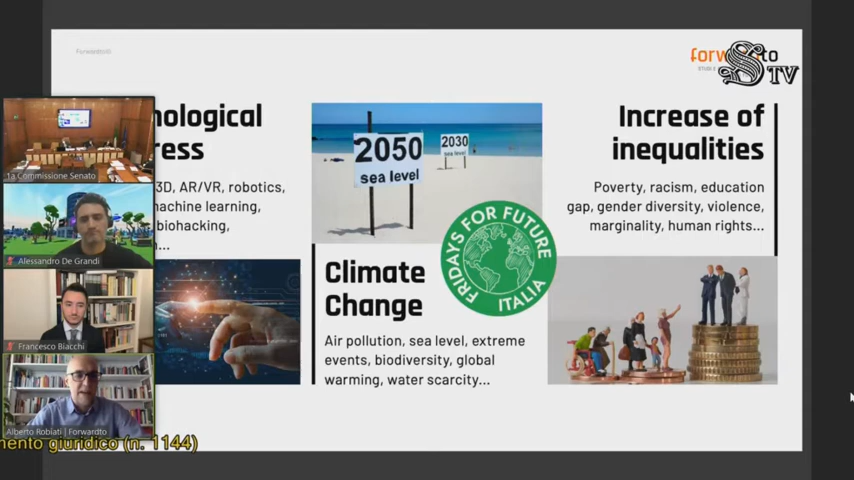 ForwardtoAI
forwardto
STV
nological
ress
3D, AR/VR, robotics,
machine learning,
biohacking,
...
2050
sea level
2030
sea level
Climate
Change
Air pollution, sea level, extreme
events, biodiversity, global
warming, water scarcity...
FRIDAYS FOR FUTURE
ITALIA
Increase of
inequalities
Poverty, racism, education
gap, gender diversity, violence,
marginality, human rights...
1a Commissione Senato
Alessandro De Grandi
Francesco Biacchi
Alberto Robiati | Forwardto
mento giuridico (n. 1144)